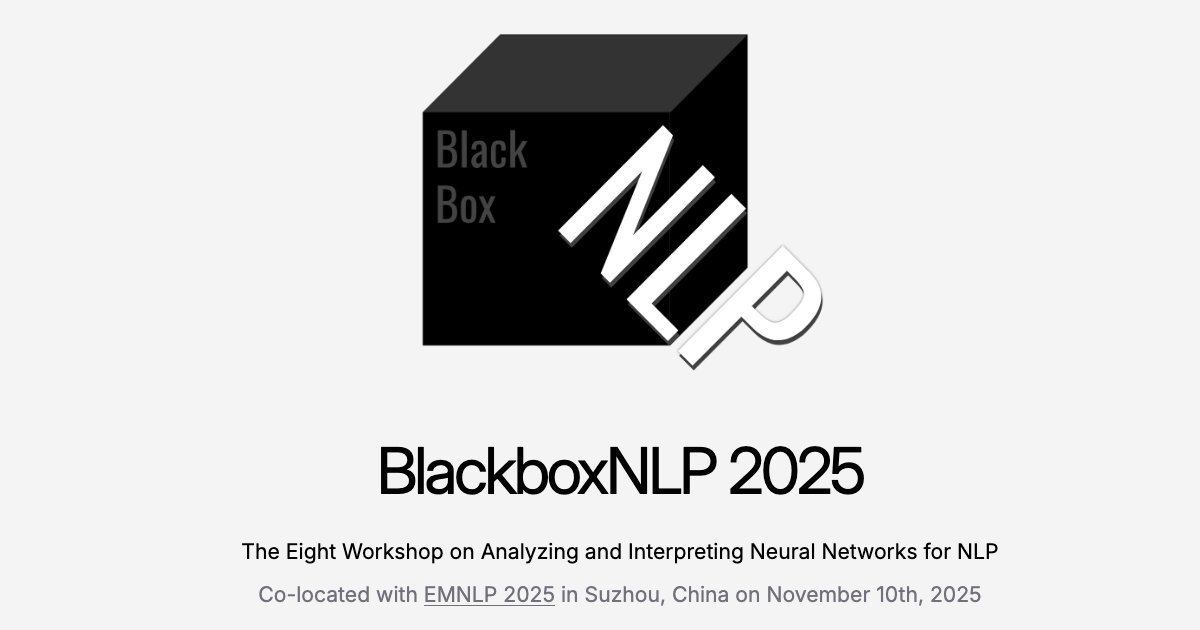 Black
Box
NLP
BlackboxNLP 2025
The Eight Workshop on Analyzing and Interpreting Neural Networks for NLP
Co-located with EMNLP 2025 in Suzhou, China on November 10th, 2025